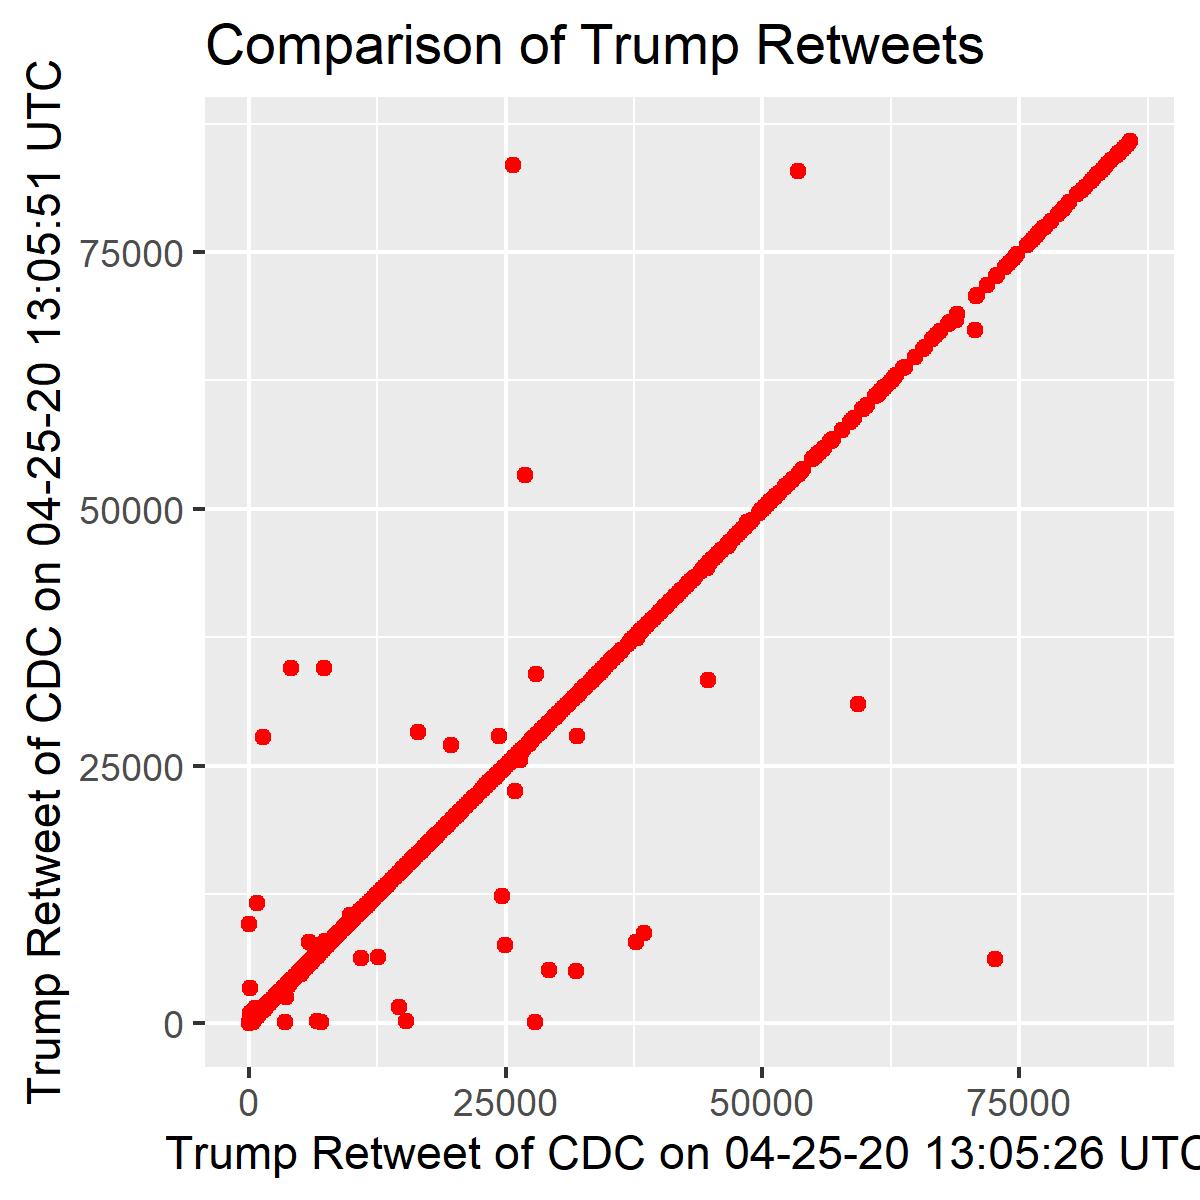 Comparison of Trump Retweets
Trump Retweet of CDC on 04-25-20 13:05:51 UTC
75000
50000
25000
0
0 25000 50000 75000
Trump Retweet of CDC on 04-25-20 13:05:26 UTC